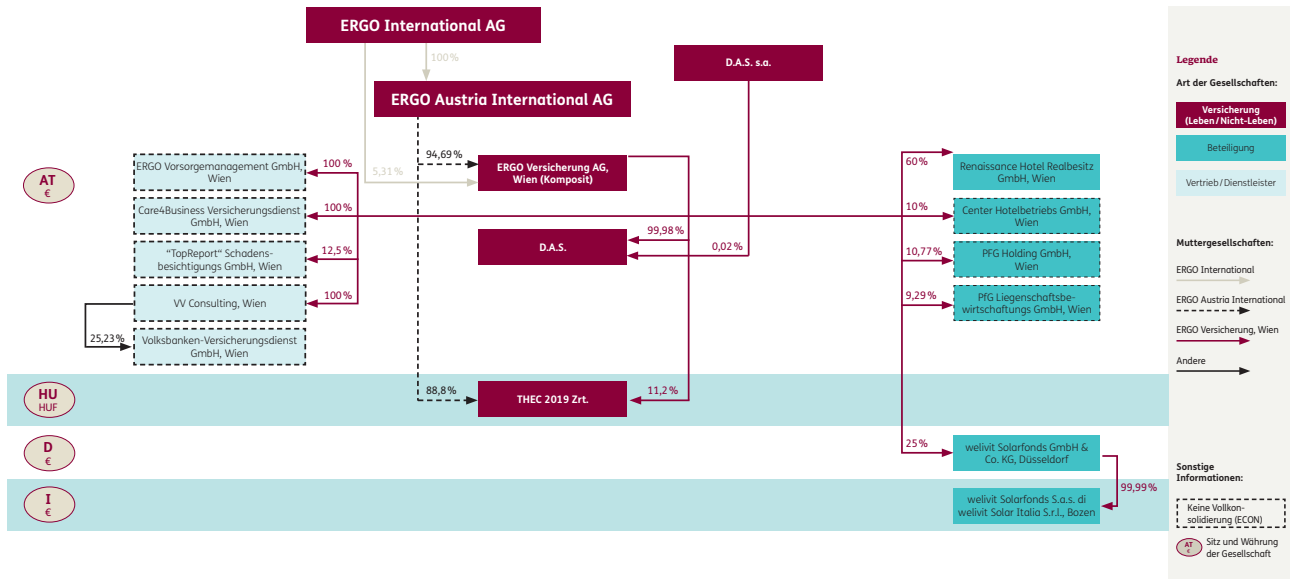 ERGO International AG
100%
D.A.S. s.a.
ERGO Austria International AG
94,69%
5,31%
ERGO Versicherung AG,
Wien (Komposit)
AT
€
ERGO Vorsorgemanagement GmbH,
Wien
100%
Care4Business Versicherungsdienst
GmbH, Wien
100%
"TopReport" Schadens-
besichtigungs GmbH, Wien
12,5%
VV Consulting, Wien
100%
25,23%
Volksbanken-Versicherungsdienst
GmbH, Wien
D.A.S.
99,98%
0,02%
60%
Renaissance Hotel Realbesitz
GmbH, Wien
10%
Center Hotelbetriebs GmbH,
Wien
10,77%
PFG Holding GmbH,
Wien
9,29%
PfG Liegenschaftsbe-
wirtschaftungs GmbH, Wien
HU
HUF
88,8%
THEC 2019 Zrt.
11,2%
D
€
25%
welivit Solarfonds GmbH &
Co. KG, Düsseldorf
99,99%
I
€
welivit Solarfonds S.a.s. di
welivit Solar Italia S.r.l., Bozen
Legende
Art der Gesellschaften:
Versicherung
(Leben/Nicht-Leben)
Beteiligung
Vertrieb/Dienstleister
Muttergesellschaften:
ERGO International
ERGO Austria International
ERGO Versicherung, Wien
Andere
Sonstige
Informationen:
Keine Vollkon-
solidierung (ECON)
AT
€
Sitz und Währung
der Gesellschaft